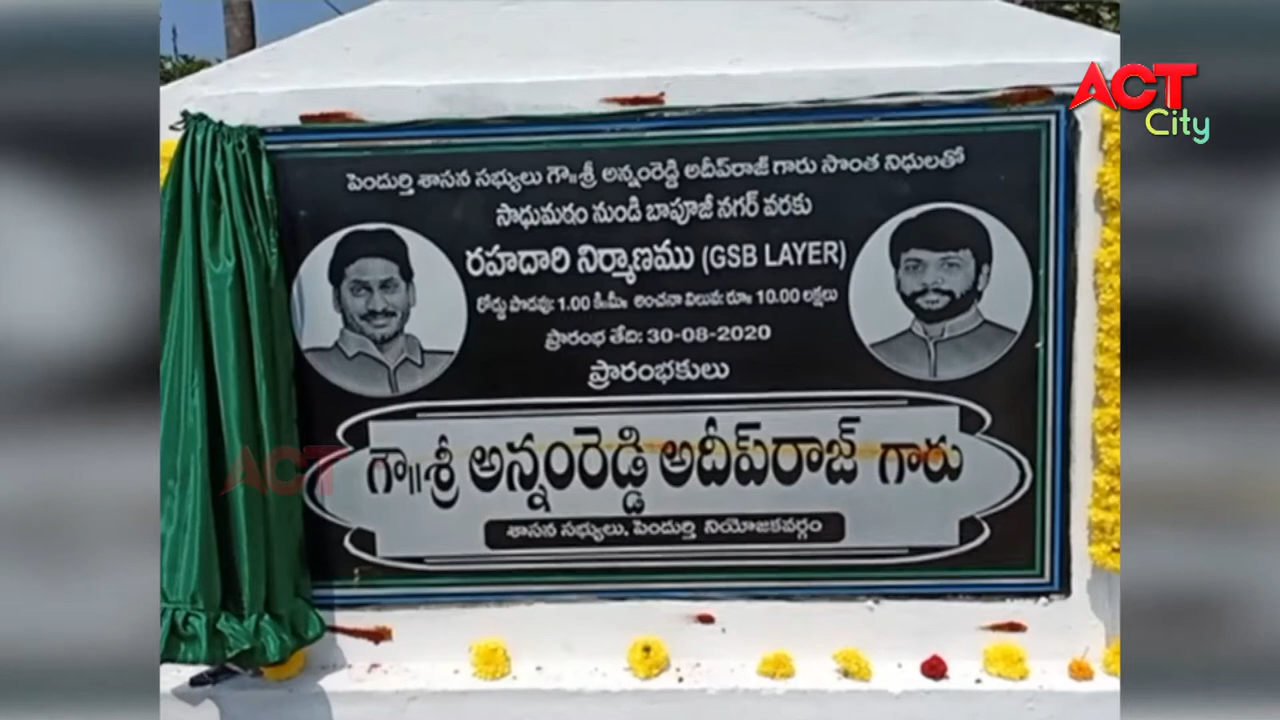 పెందుర్తి శాసన సభ్యులు గౌ॥శ్రీ అన్నంరెడ్డి అదీప్‌రాజ్ గారు సొంత నిధులతో
సాధుమఠం నుండి బాపూజీ నగర్ వరకు
రహదారి నిర్మాణము (GSB LAYER)
రోడ్డు పొడవు: 1.00 కి॥మీ॥ అంచనా విలువ: రూ॥ 10.00 లక్షలు
ప్రారంభ తేది: 30-08-2020
ప్రారంభకులు
గౌ॥శ్రీ అన్నంరెడ్డి అదీప్‌రాజ్ గారు
శాసన సభ్యులు, పెందుర్తి నియోజకవర్గం
ACT
City
ACT